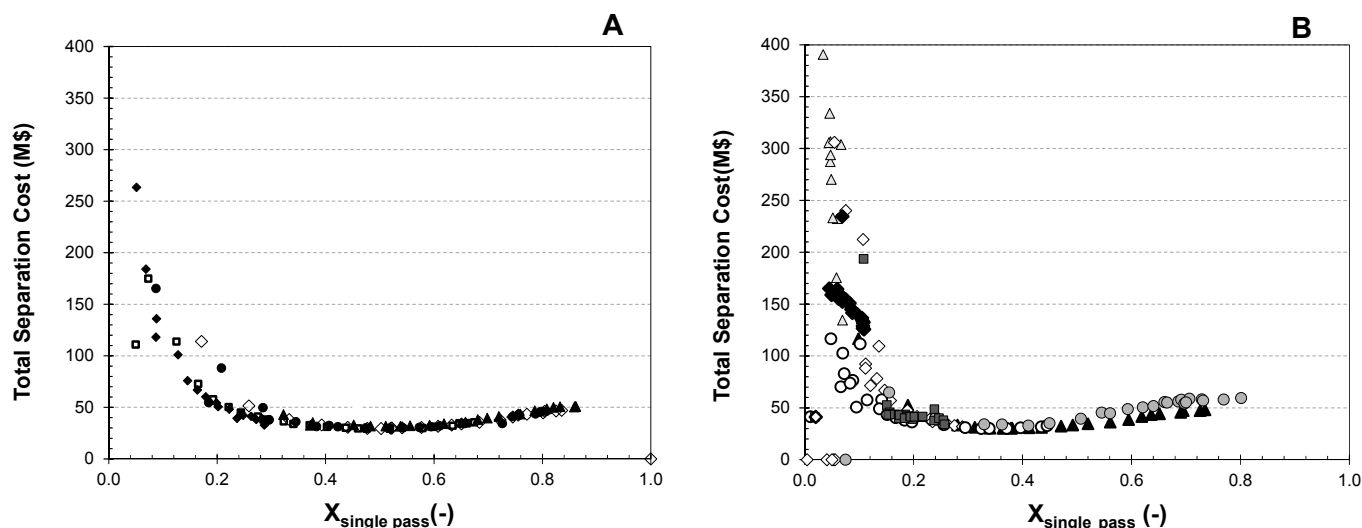 A
400
350
300
250
200
150
100
50
0
0.0 0.2 0.4 0.6 0.8 1.0
Total Separation Cost (M$)
Xsingle pass(-)
B
400
350
300
250
200
150
100
50
0
0.0 0.2 0.4 0.6 0.8 1.0
Total Separation Cost(M$)
Xsingle pass (-)